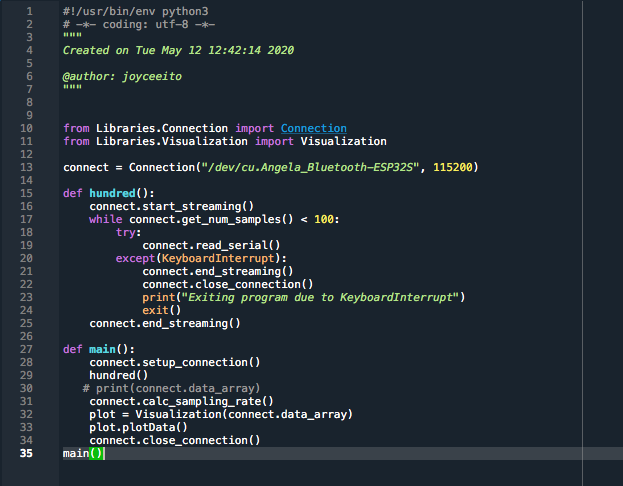 1 #!/usr/bin/env python3
2 # -*- coding: utf-8 -*-
3 """
4 Created on Tue May 12 12:42:14 2020
5
6 @author: joyceeito
7 """
8
9
10 from Libraries.Connection import Connection
11 from Libraries.Visualization import Visualization
12
13 connect = Connection("/dev/cu.Angela_Bluetooth-ESP32S", 115200)
14
15 def hundred():
16     connect.start_streaming()
17     while connect.get_num_samples() < 100:
18         try:
19             connect.read_serial()
20         except(KeyboardInterrupt):
21             connect.end_streaming()
22             connect.close_connection()
23             print("Exiting program due to KeyboardInterrupt")
24             exit()
25     connect.end_streaming()
26
27 def main():
28     connect.setup_connection()
29     hundred()
30    # print(connect.data_array)
31     connect.calc_sampling_rate()
32     plot = Visualization(connect.data_array)
33     plot.plotData()
34     connect.close_connection()
35 main()